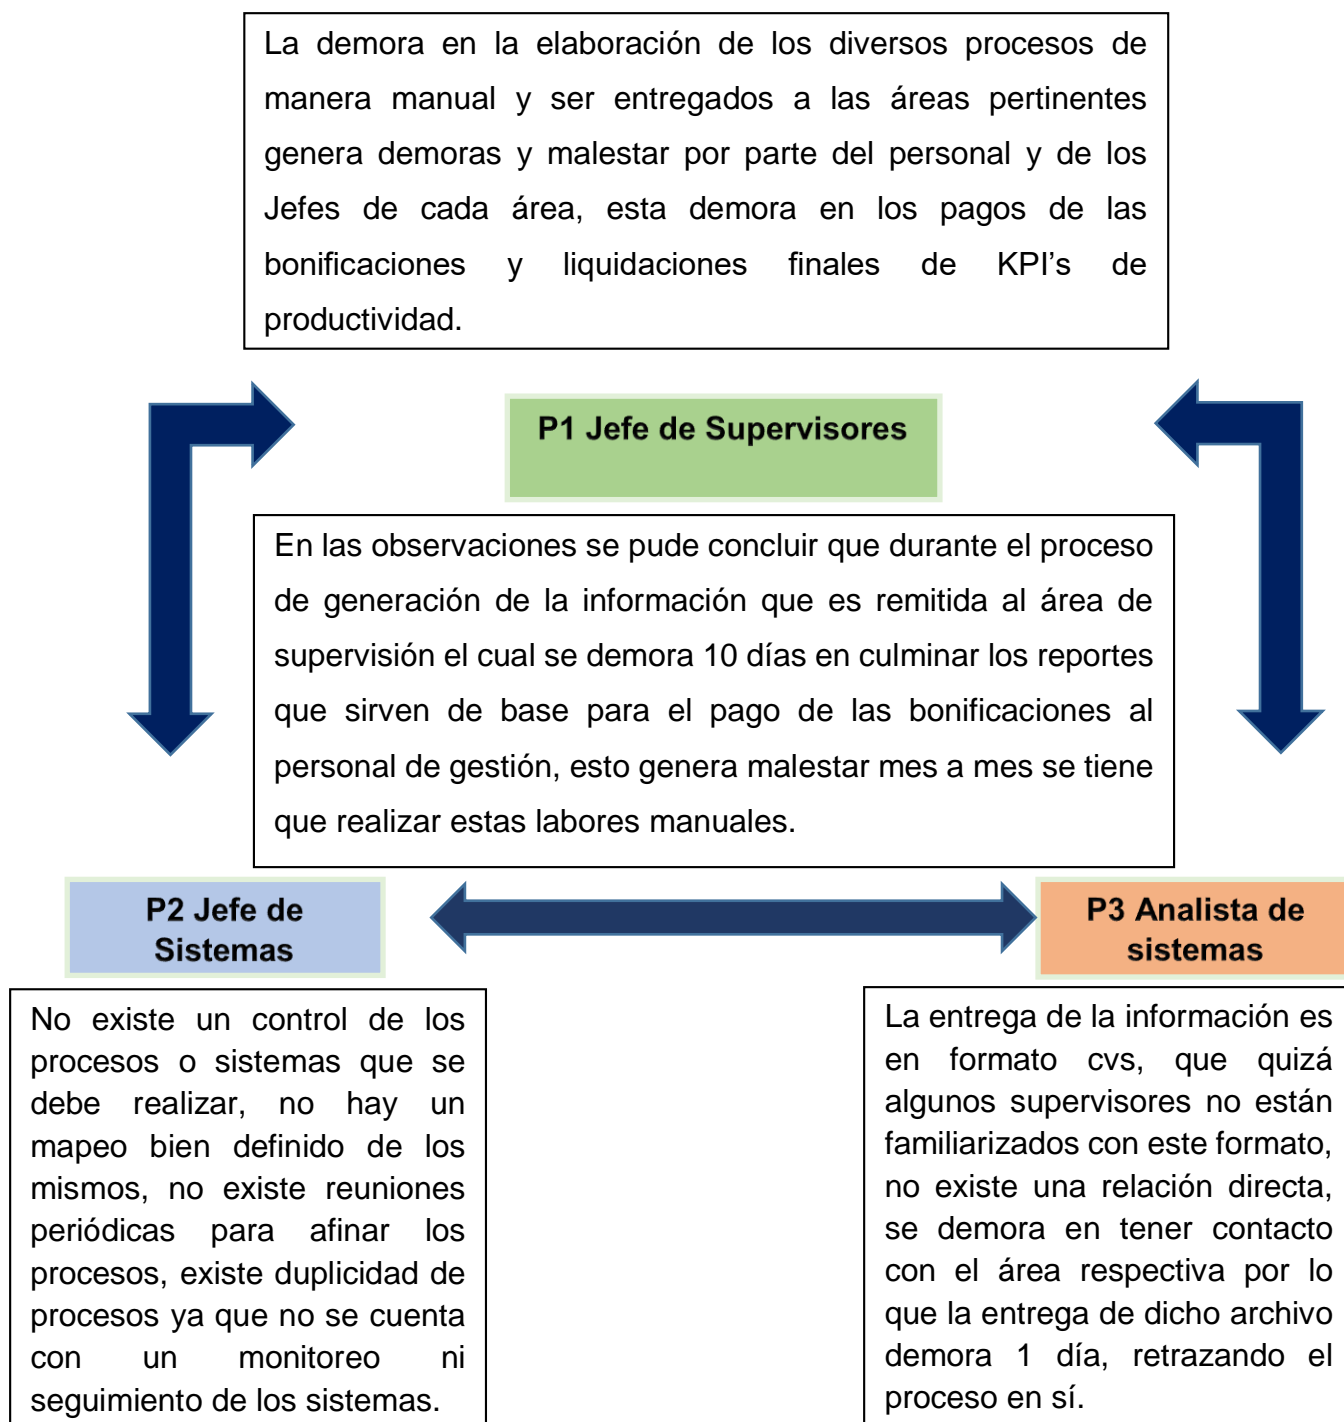 La demora en la elaboración de los diversos procesos de
manera manual y ser entregados a las áreas pertinentes
genera demoras y malestar por parte del personal y de los
Jefes de cada área, esta demora en los pagos de las
bonificaciones y liquidaciones finales de KPI’s de
productividad.
P1 Jefe de Supervisores
En las observaciones se pude concluir que durante el proceso
de generación de la información que es remitida al área de
supervisión el cual se demora 10 días en culminar los reportes
que sirven de base para el pago de las bonificaciones al
personal de gestión, esto genera malestar mes a mes se tiene
que realizar estas labores manuales.
P2 Jefe de
Sistemas
P3 Analista de
sistemas
No existe un control de los
procesos o sistemas que se
debe realizar, no hay un
mapeo bien definido de los
mismos, no existe reuniones
periódicas para afinar los
procesos, existe duplicidad de
procesos ya que no se cuenta
con un monitoreo ni
seguimiento de los sistemas.
La entrega de la información es
en formato cvs, que quizá
algunos supervisores no están
familiarizados con este formato,
no existe una relación directa,
se demora en tener contacto
con el área respectiva por lo
que la entrega de dicho archivo
demora 1 día, retrazando el
proceso en sí.